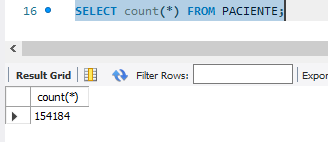 16 SELECT count(*) FROM PACIENTE;
Result Grid Filter Rows: Expor
count(*)
154184